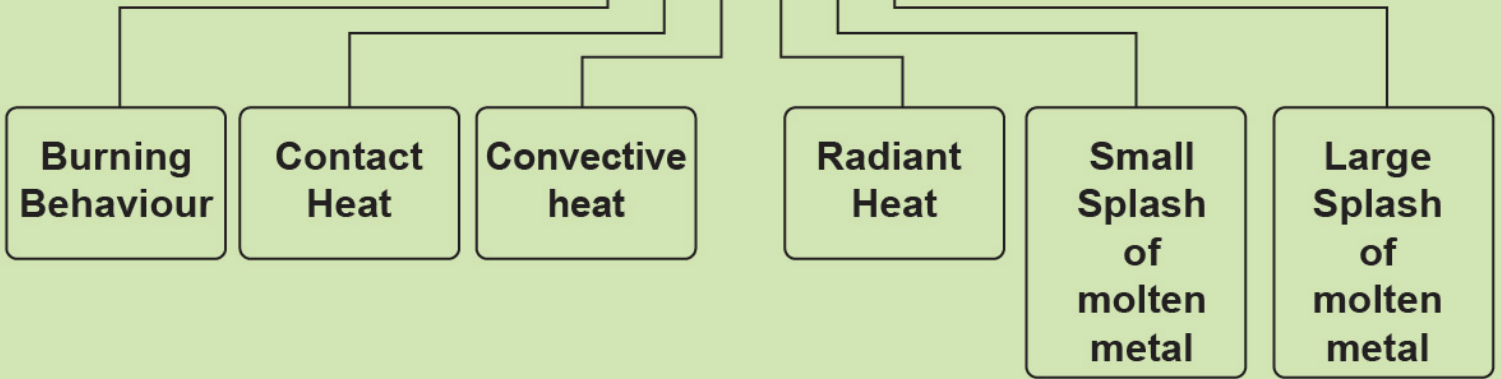 Burning
Behaviour
Contact
Heat
Convective
heat
Radiant
Heat
Small
Splash
of
molten
metal
Large
Splash
of
molten
metal